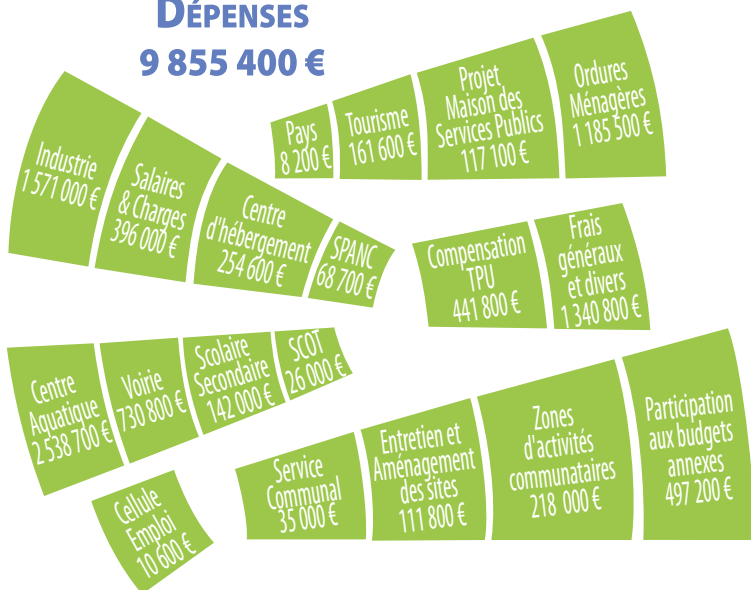 DÉPENSES
9 855 400 €
Pays
8 200 €
Tourisme
161 600 €
Projet
Maison des
Services Publics
117 100 €
Ordures
Ménagères
1 185 500 €
Industrie
1 571 000 €
Salaires
& Charges
396 000 €
Centre
d'hébergement
254 600 €
SPANC
68 700 €
Compensation
TPU
441 800 €
Frais
généraux
et divers
1 340 800 €
Centre
Aquatique
2 538 700 €
Voirie
730 800 €
Scolaire
Secondaire
142 000 €
SCOT
26 000 €
Cellule
Emploi
10 600 €
Service
Communal
35 000 €
Entretien et
Aménagement
des sites
111 800 €
Zones
d'activités
communautaires
218 000 €
Participation
aux budgets
annexes
497 200 €